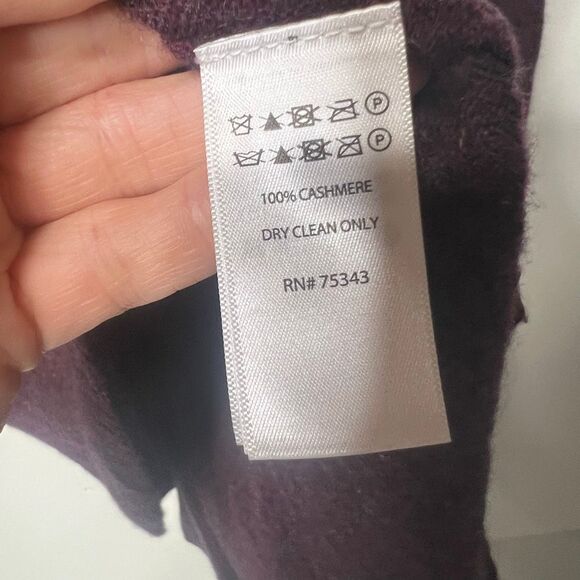 P
P
100% CASHMERE
DRY CLEAN ONLY
RN# 75343